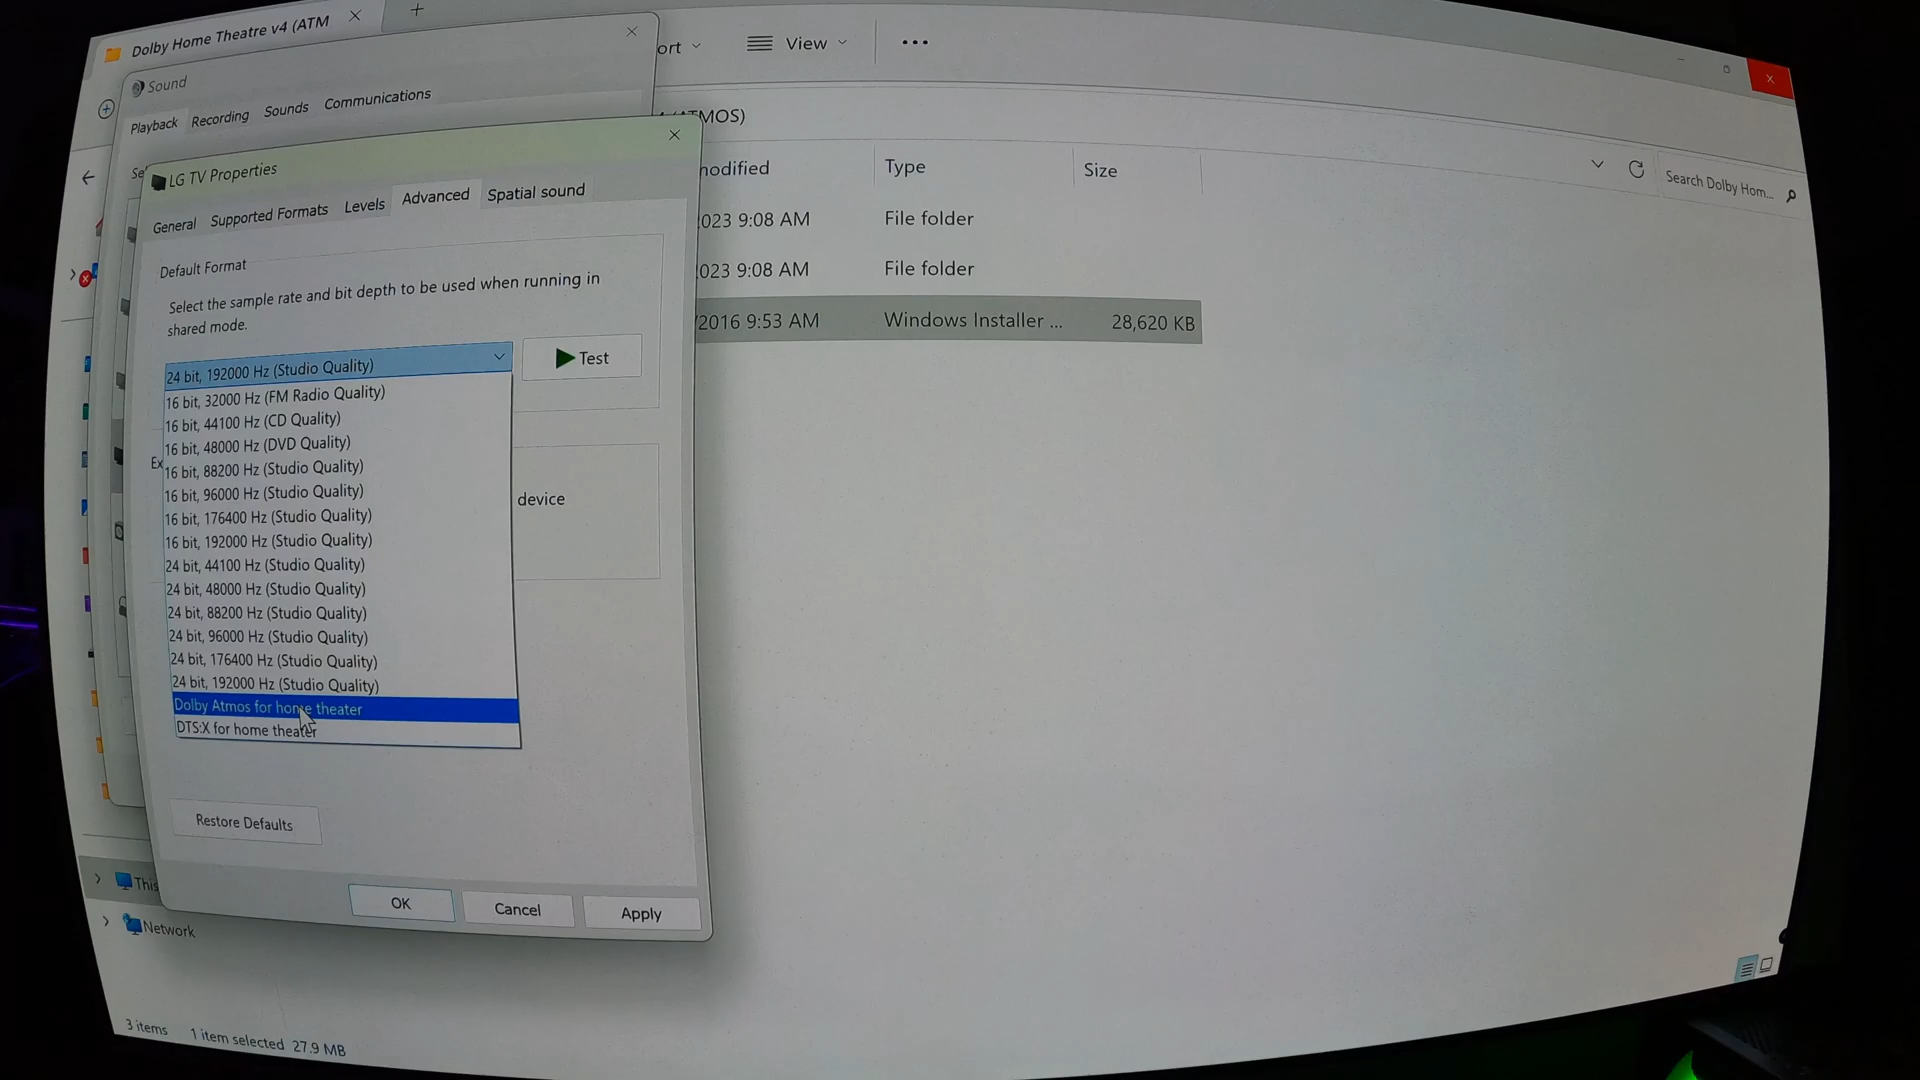 Dolby Home Theatre v4 (ATM
Sound
Playback Recording Sounds Communications
ort View
MOS)
LG TV Properties
General Supported Formats Levels Advanced Spatial sound
Default Format
Select the sample rate and bit depth to be used when running in
shared mode.
24 bit, 192000 Hz (Studio Quality)
Test
16 bit, 32000 Hz (FM Radio Quality)
16 bit, 44100 Hz (CD Quality)
16 bit, 48000 Hz (DVD Quality)
16 bit, 88200 Hz (Studio Quality)
16 bit, 96000 Hz (Studio Quality)
16 bit, 176400 Hz (Studio Quality)
16 bit, 192000 Hz (Studio Quality)
24 bit, 44100 Hz (Studio Quality)
24 bit, 48000 Hz (Studio Quality)
24 bit, 88200 Hz (Studio Quality)
24 bit, 96000 Hz (Studio Quality)
24 bit, 176400 Hz (Studio Quality)
24 bit, 192000 Hz (Studio Quality)
Dolby Atmos for home theater
DTS:X for home theater
Ex
device
Restore Defaults
OK Cancel Apply
nodified Type Size
023 9:08 AM File folder
023 9:08 AM File folder
/2016 9:53 AM Windows Installer ... 28,620 KB
Search Dolby Hom...
This
Network
3 items 1 item selected 27.9 MB